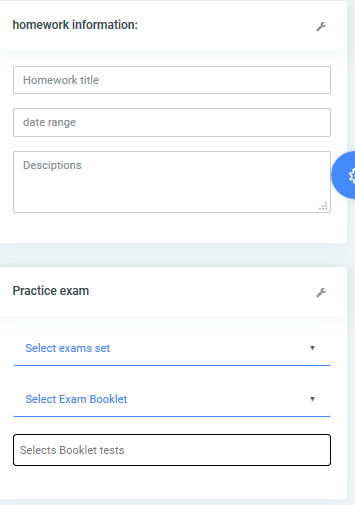 homework information:
Homework title
date range
Desciptions
Practice exam
Select exams set
Select Exam Booklet
Selects Booklet tests